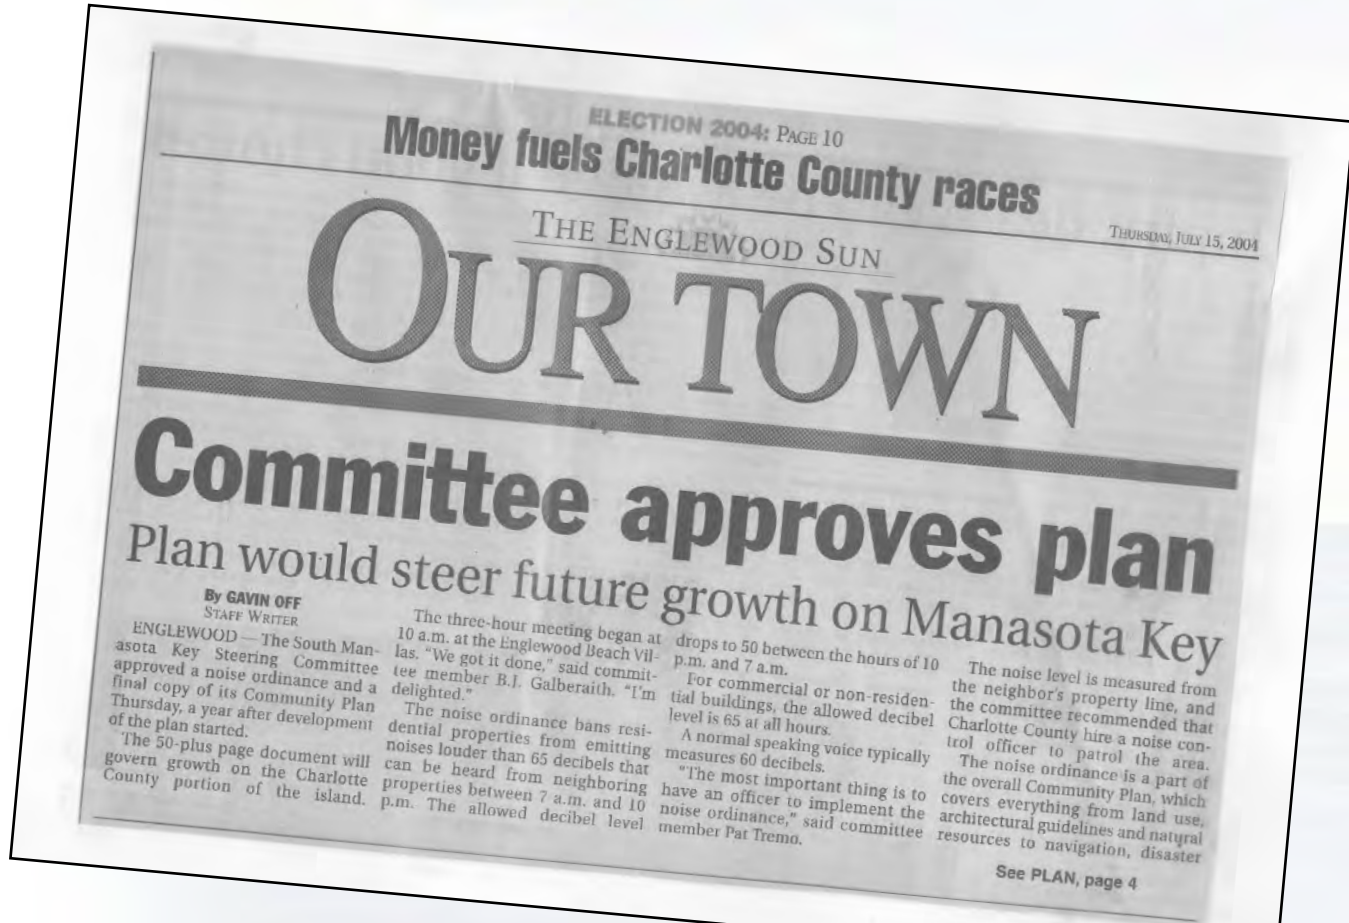 ELECTION 2004: PAGE 10
Money fuels Charlotte County races
THURSDAY, JULY 15, 2004
THE ENGLEWOOD SUN
OUR TOWN
Committee approves plan
Plan would steer future growth on Manasota Key
By GAVIN OFF
STAFF WRITER
ENGLEWOOD — The South Man-
asota Key Steering Committee
approved a noise ordinance and a
final copy of its Community Plan
Thursday, a year after development
of the plan started.
The 50-plus page document will
govern growth on the Charlotte
County portion of the island.
The three-hour meeting began at
10 a.m. at the Englewood Beach Vil-
las. “We got it done,” said commit-
tee member B.J. Galberaith. “I'm
delighted.”
The noise ordinance bans resi-
dential properties from emitting
noises louder than 65 decibels that
can be heard from neighboring
properties between 7 a.m. and 10
p.m. The allowed decibel level
drops to 50 between the hours of 10
p.m. and 7 a.m.
For commercial or non-residen-
tial buildings, the allowed decibel
level is 65 at all hours.
A normal speaking voice typically
measures 60 decibels.
“The most important thing is to
have an officer to implement the
noise ordinance,” said committee
member Pat Tremo.
The noise level is measured from
the neighbor's property line, and
the committee recommended that
Charlotte County hire a noise con-
trol officer to patrol the area.
The noise ordinance is a part of
the overall Community Plan, which
covers everything from land use,
architectural guidelines and natural
resources to navigation, disaster
See PLAN, page 4